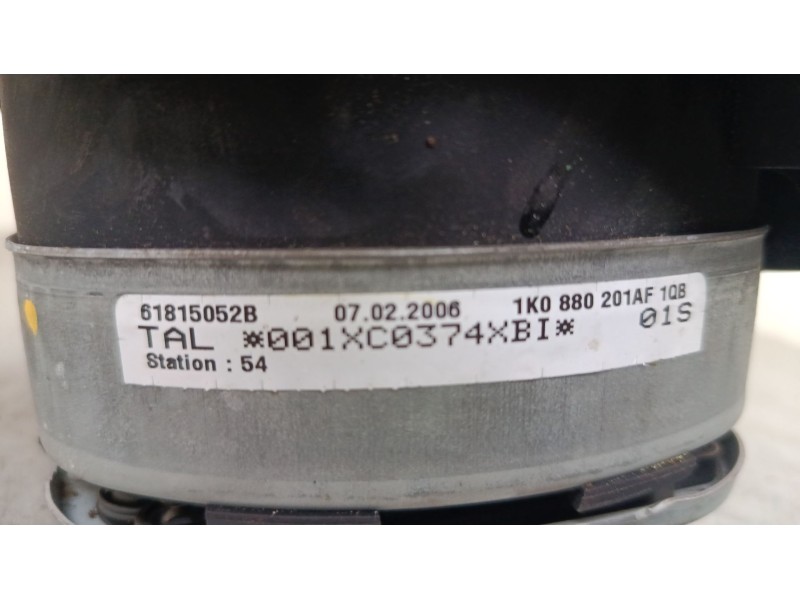 61815052B 07.02.2006 1K0 880 201AF 1QB
TAL *001XC0374XBI* 01S
Station : 54